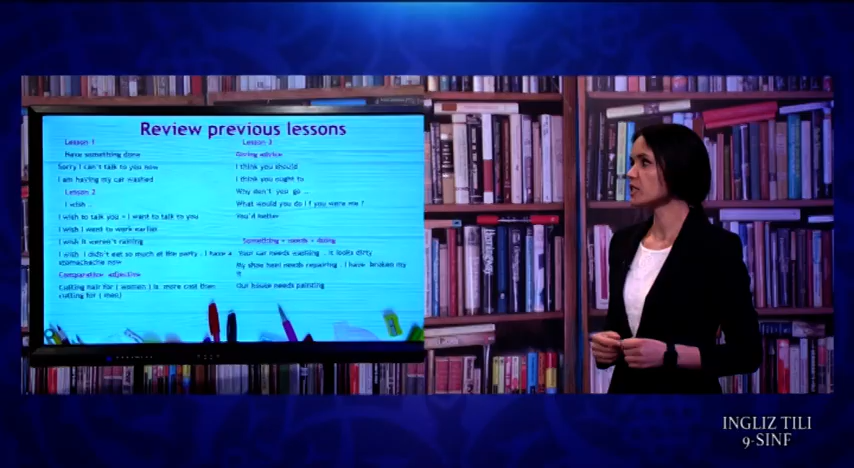 Review previous lessons
Lesson 1
Have something done
Sorry I can't talk to you now
I am having my car washed
Lesson 2
I wish ..
I wish to talk you = I want to talk to you
I wish I went to work earlier
I wish it weren't raining
I wish I didn't eat so much at the party . I have a
stomachache now
Comparative adjective
Cutting hair for ( women ) is more cost than
cutting for ( men)
Lesson 3
Giving advice
I think you should
I think you ought to
Why don't you go ...
What would you do if you were me ?
You'd better
Something + needs + doing
Your car needs washing . It looks dirty
My shoe heel needs repairing . I have broken my
it
Our house needs painting
INGLIZ TILI
9-SINF